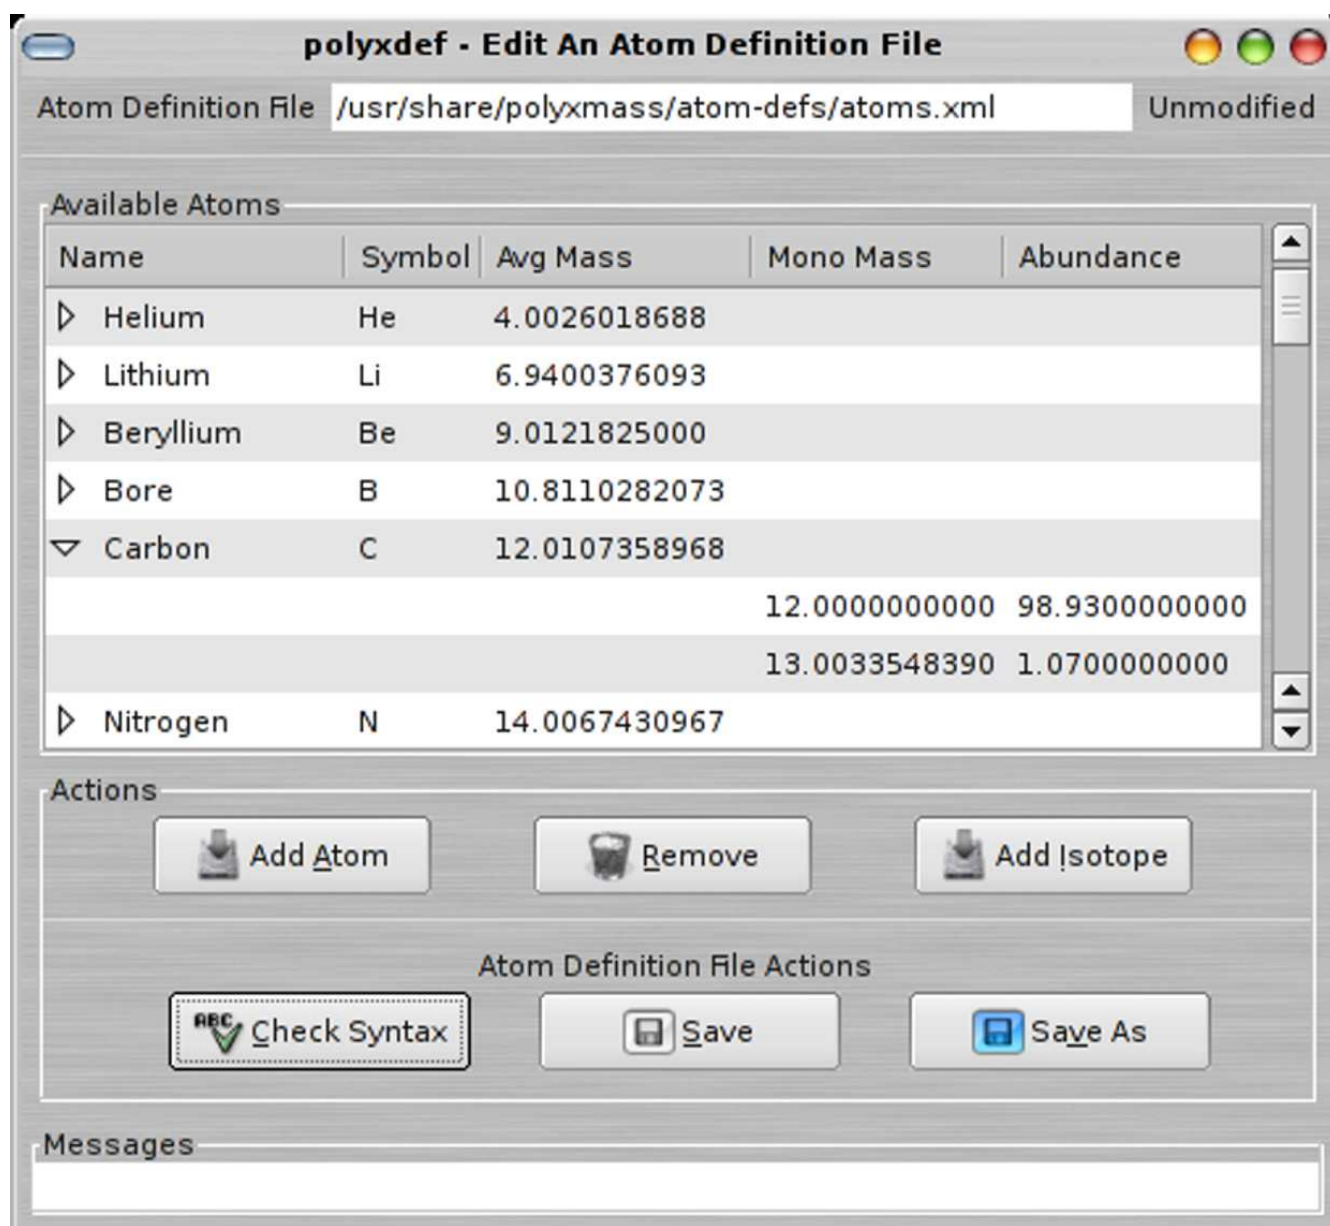 polyxdef - Edit An Atom Definition File
Atom Definition File /usr/share/polyxmass/atom-defs/atoms.xml Unmodified
Available Atoms
Name Symbol Avg Mass Mono Mass Abundance
Helium He 4.0026018688
Lithium Li 6.9400376093
Beryllium Be 9.0121825000
Bore B 10.8110282073
Carbon C 12.0107358968
12.0000000000 98.9300000000
13.0033548390 1.0700000000
Nitrogen N 14.0067430967
Actions
Add Atom Remove Add Isotope
Atom Definition File Actions
ABC Check Syntax Save Save As
Messages